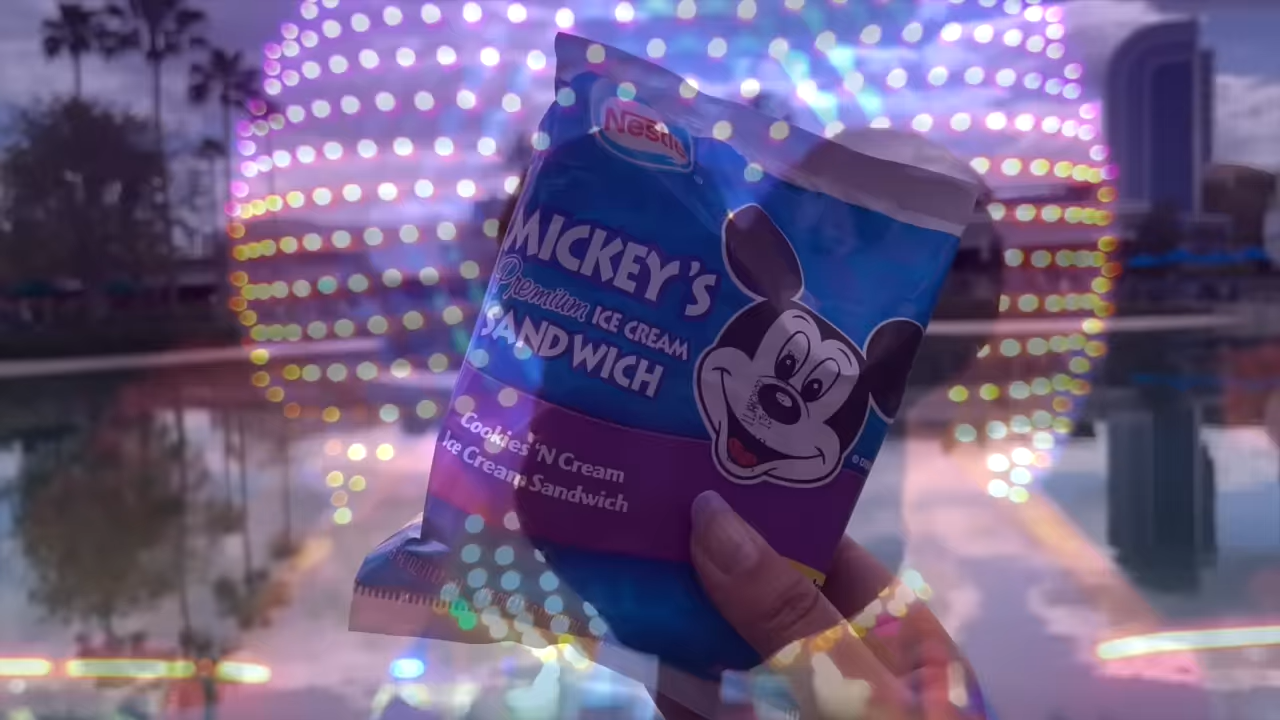 Nestlé
MICKEY'S
Premium ICE CREAM
SANDWICH
Cookies 'N Cream
Ice Cream Sandwich